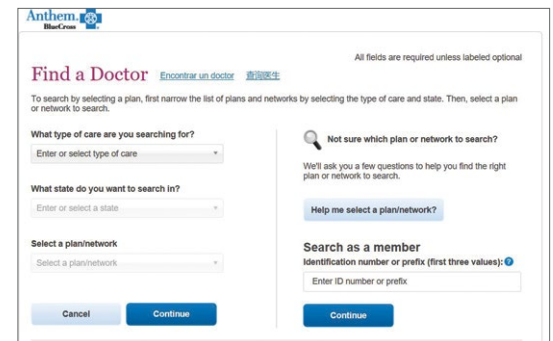 Anthem.
BlueCross
All fields are required unless labeled optional
Find a Doctor Encontrar un doctor 查询医生
To search by selecting a plan, first narrow the list of plans and networks by selecting the type of care and state. Then, select a plan
or network to search.
What type of care are you searching for?
Enter or select type of care
What state do you want to search in?
Enter or select a state
Select a plan/network
Select a plan/network
Cancel
Continue
Not sure which plan or network to search?
We'll ask you a few questions to help you find the right
plan or network to search.
Help me select a plan/network?
Search as a member
Identification number or prefix (first three values): ?
Enter ID number or prefix
Continue